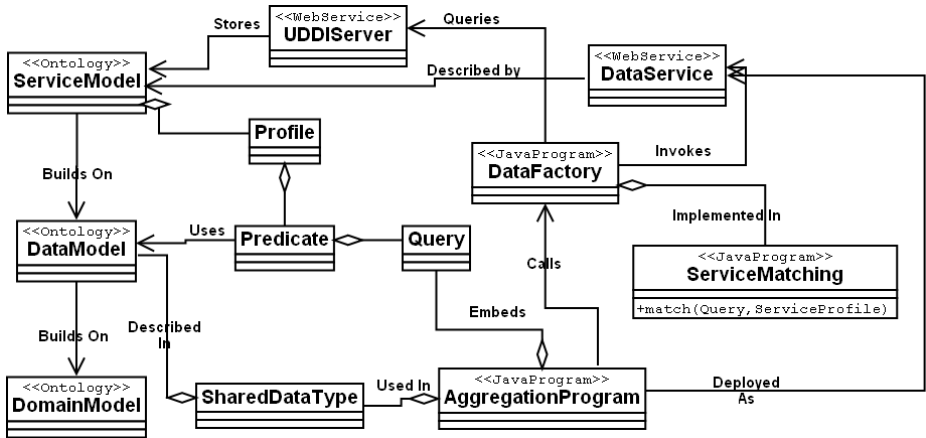 <<WebService>>
UDDIServer
Stores
Queries
<<Ontology>>
ServiceModel
<<WebService>>
DataService
Described by
Profile
<<JavaProgram>>
DataFactory
Invokes
Builds On
Implemented In
<<Ontology>>
DataModel
Uses
Predicate
Query
<<JavaProgram>>
ServiceMatching
+match(Query,ServiceProfile)
Calls
Builds On
Described
In
Embeds
<<Ontology>>
DomainModel
SharedDataType
Used In
<<JavaProgram>>
AggregationProgram
Deployed
As